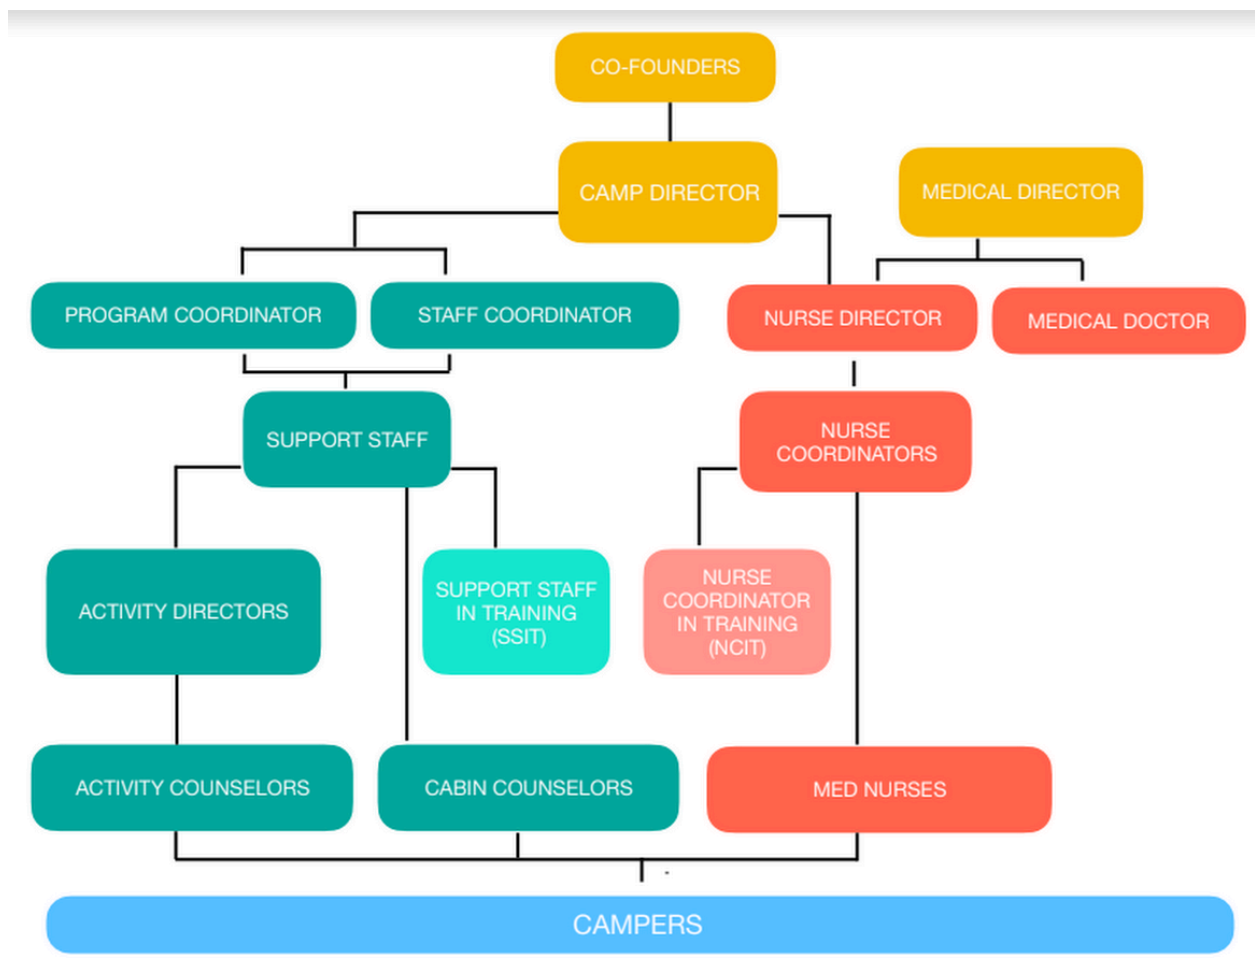 CO-FOUNDERS
CAMP DIRECTOR
MEDICAL DIRECTOR
PROGRAM COORDINATOR
STAFF COORDINATOR
NURSE DIRECTOR
MEDICAL DOCTOR
SUPPORT STAFF
NURSE
COORDINATORS
ACTIVITY DIRECTORS
SUPPORT STAFF
IN TRAINING
(SSIT)
NURSE
COORDINATOR
IN TRAINING
(NCIT)
ACTIVITY COUNSELORS
CABIN COUNSELORS
MED NURSES
CAMPERS